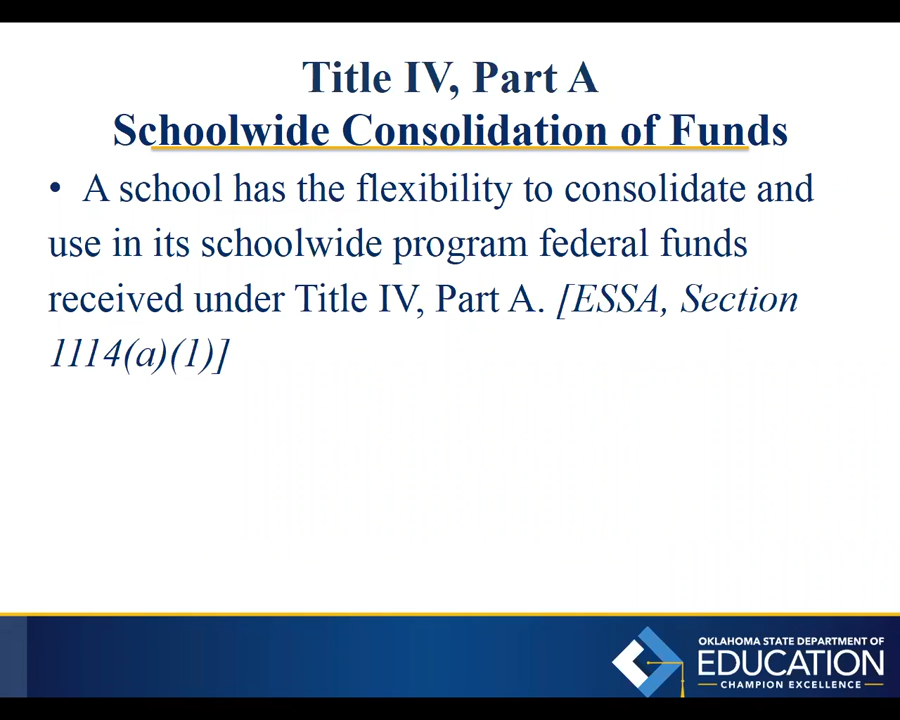 Title IV, Part A
Schoolwide Consolidation of Funds
• A school has the flexibility to consolidate and
use in its schoolwide program federal funds
received under Title IV, Part A. [ESSA, Section
1114(a)(1)]
OKLAHOMA STATE DEPARTMENT OF
EDUCATION
CHAMPION EXCELLENCE